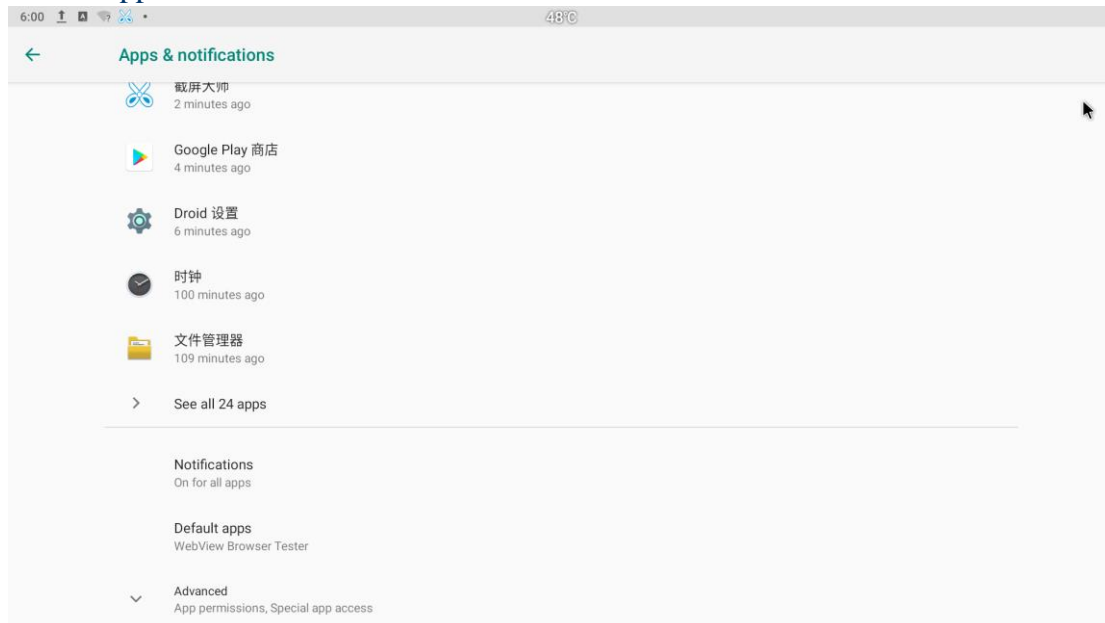 6:00
48°C
Apps & notifications
截屏大师
2 minutes ago
Google Play 商店
4 minutes ago
Droid 设置
6 minutes ago
时钟
100 minutes ago
文件管理器
109 minutes ago
See all 24 apps
Notifications
On for all apps
Default apps
WebView Browser Tester
Advanced
App permissions, Special app access